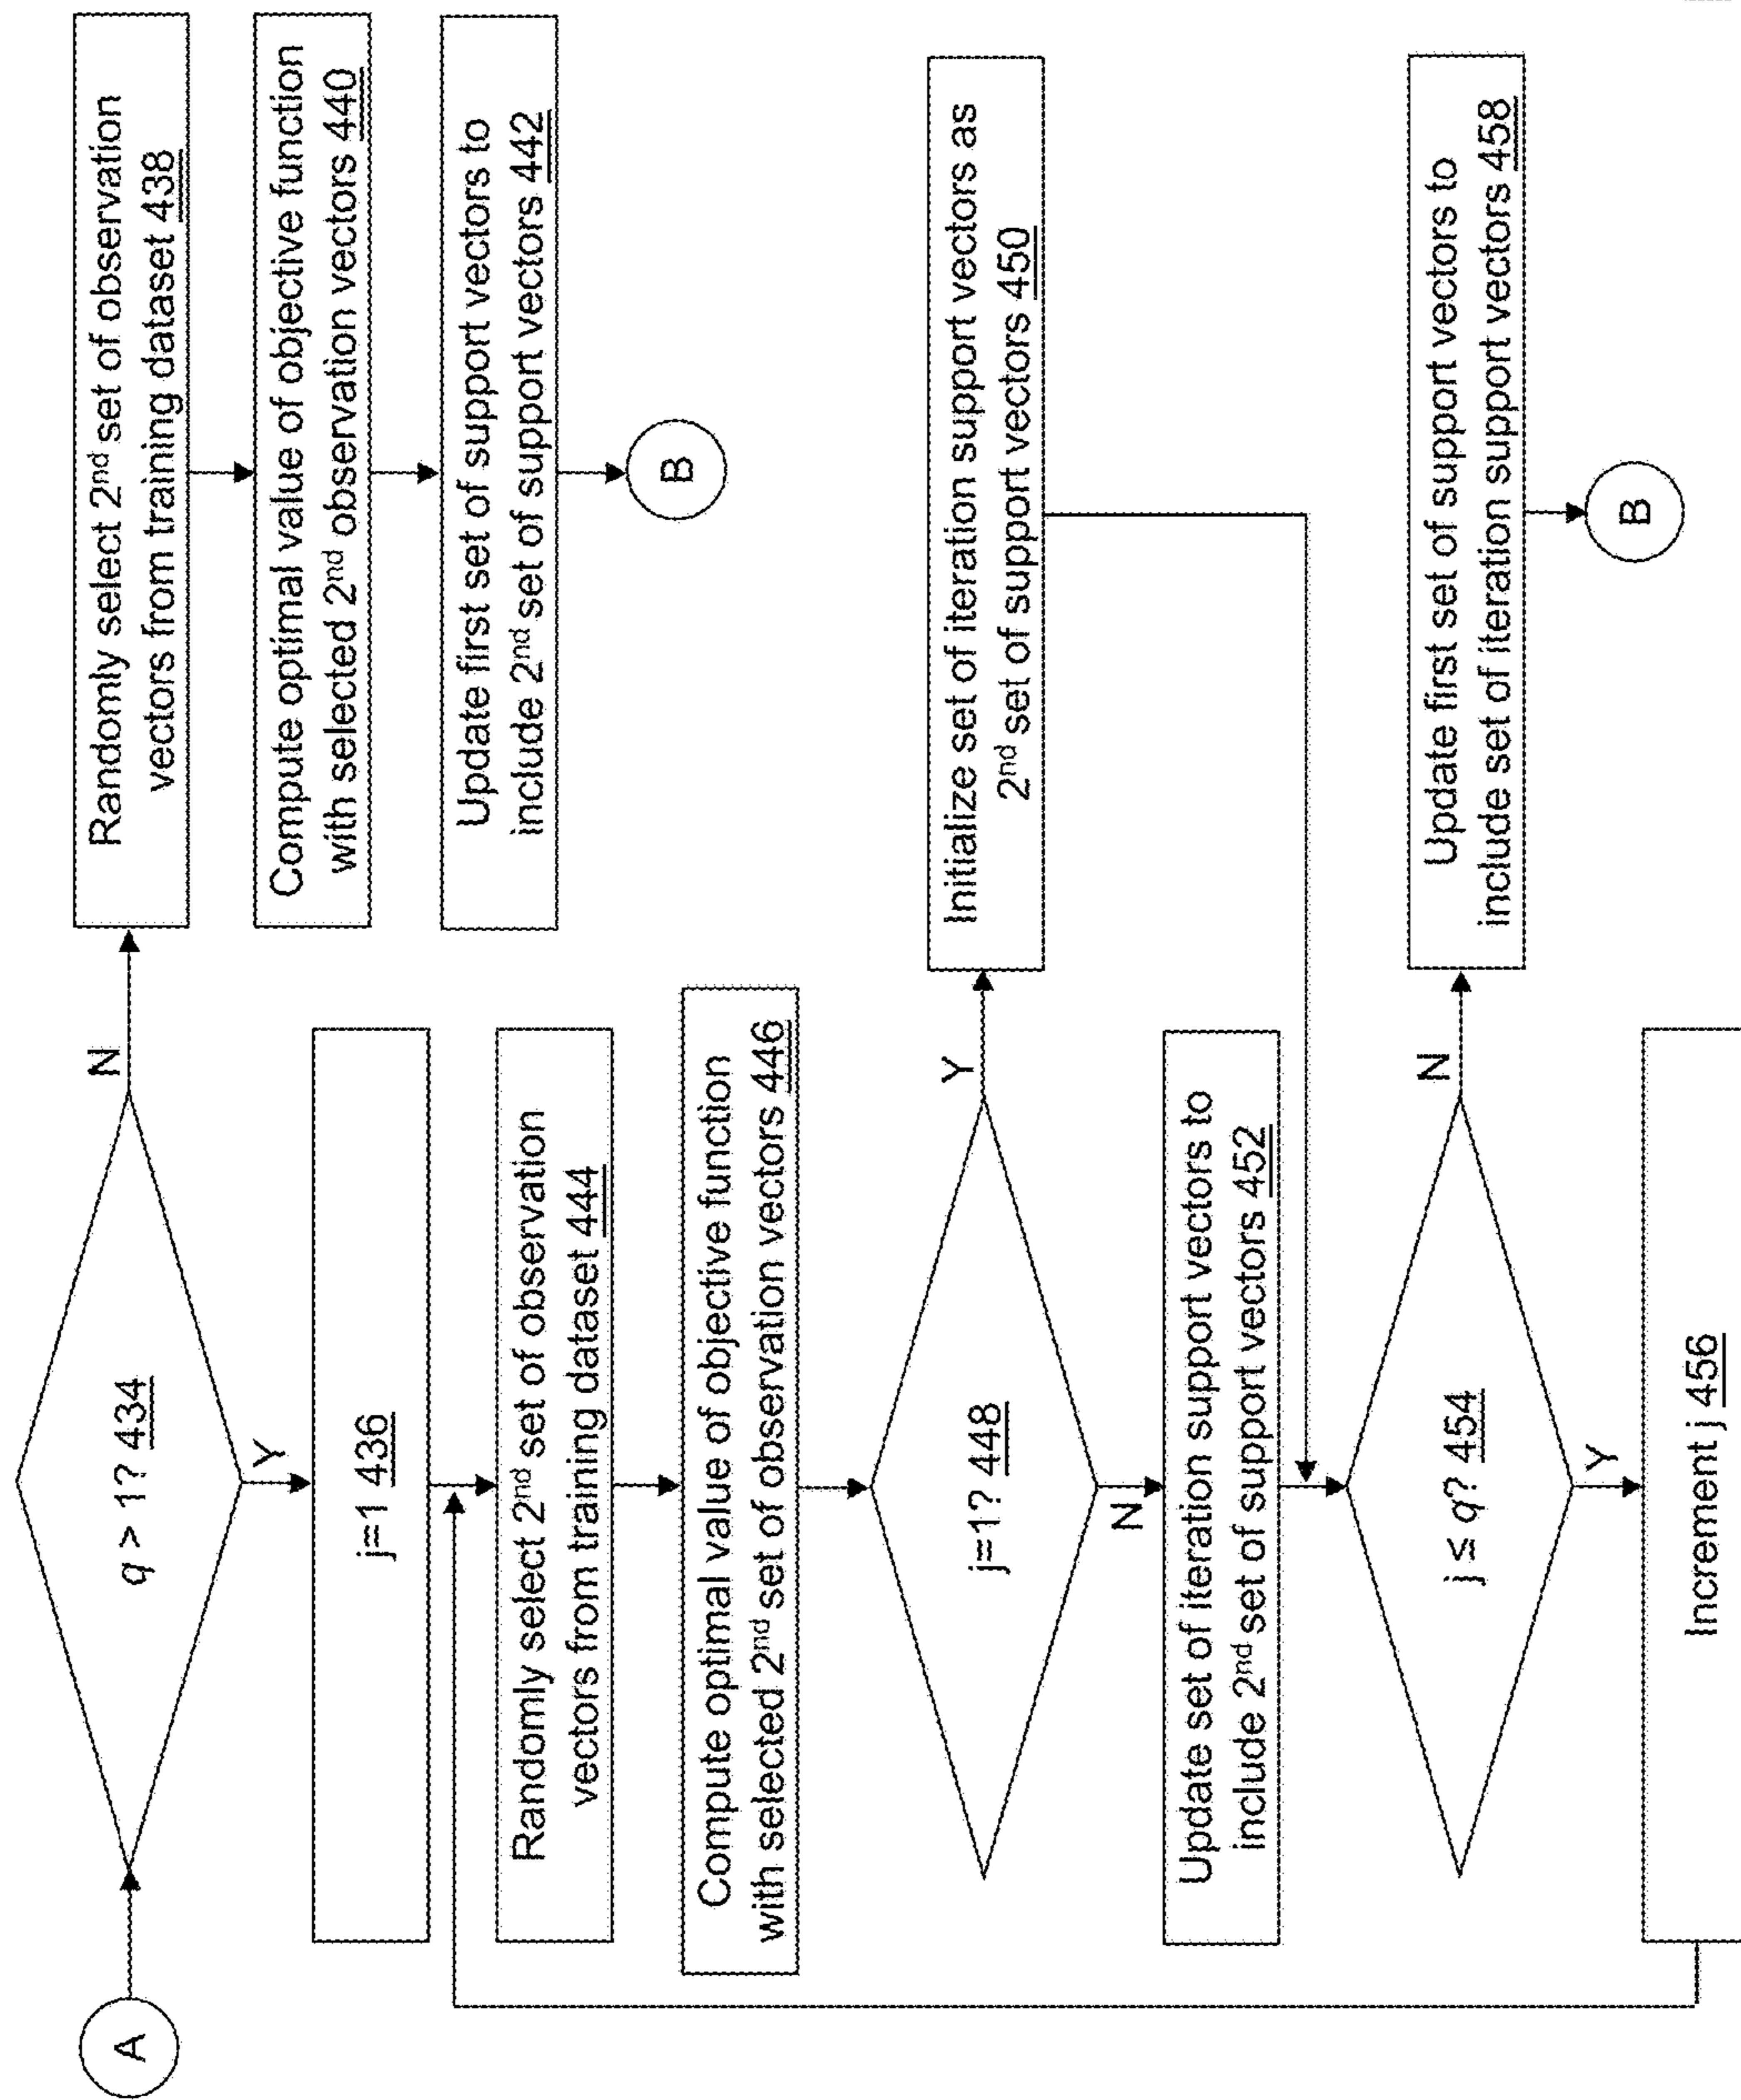 A
q > 1? 434
N
Randomly select 2nd set of observation
vectors from training dataset 438
Y
Compute optimal value of objective function
with selected 2nd observation vectors 440
j=1 436
Update first set of support vectors to
include 2nd set of support vectors 442
Randomly select 2nd set of observation
vectors from training dataset 444
B
Compute optimal value of objective function
with selected 2nd set of observation vectors 446
j=1? 448
Y
Initialize set of iteration support vectors as
2nd set of support vectors 450
N
Update set of iteration support vectors to
include 2nd set of support vectors 452
j ≤ q? 454
N
Update first set of support vectors to
include set of iteration support vectors 458
Y
B
Increment j 456